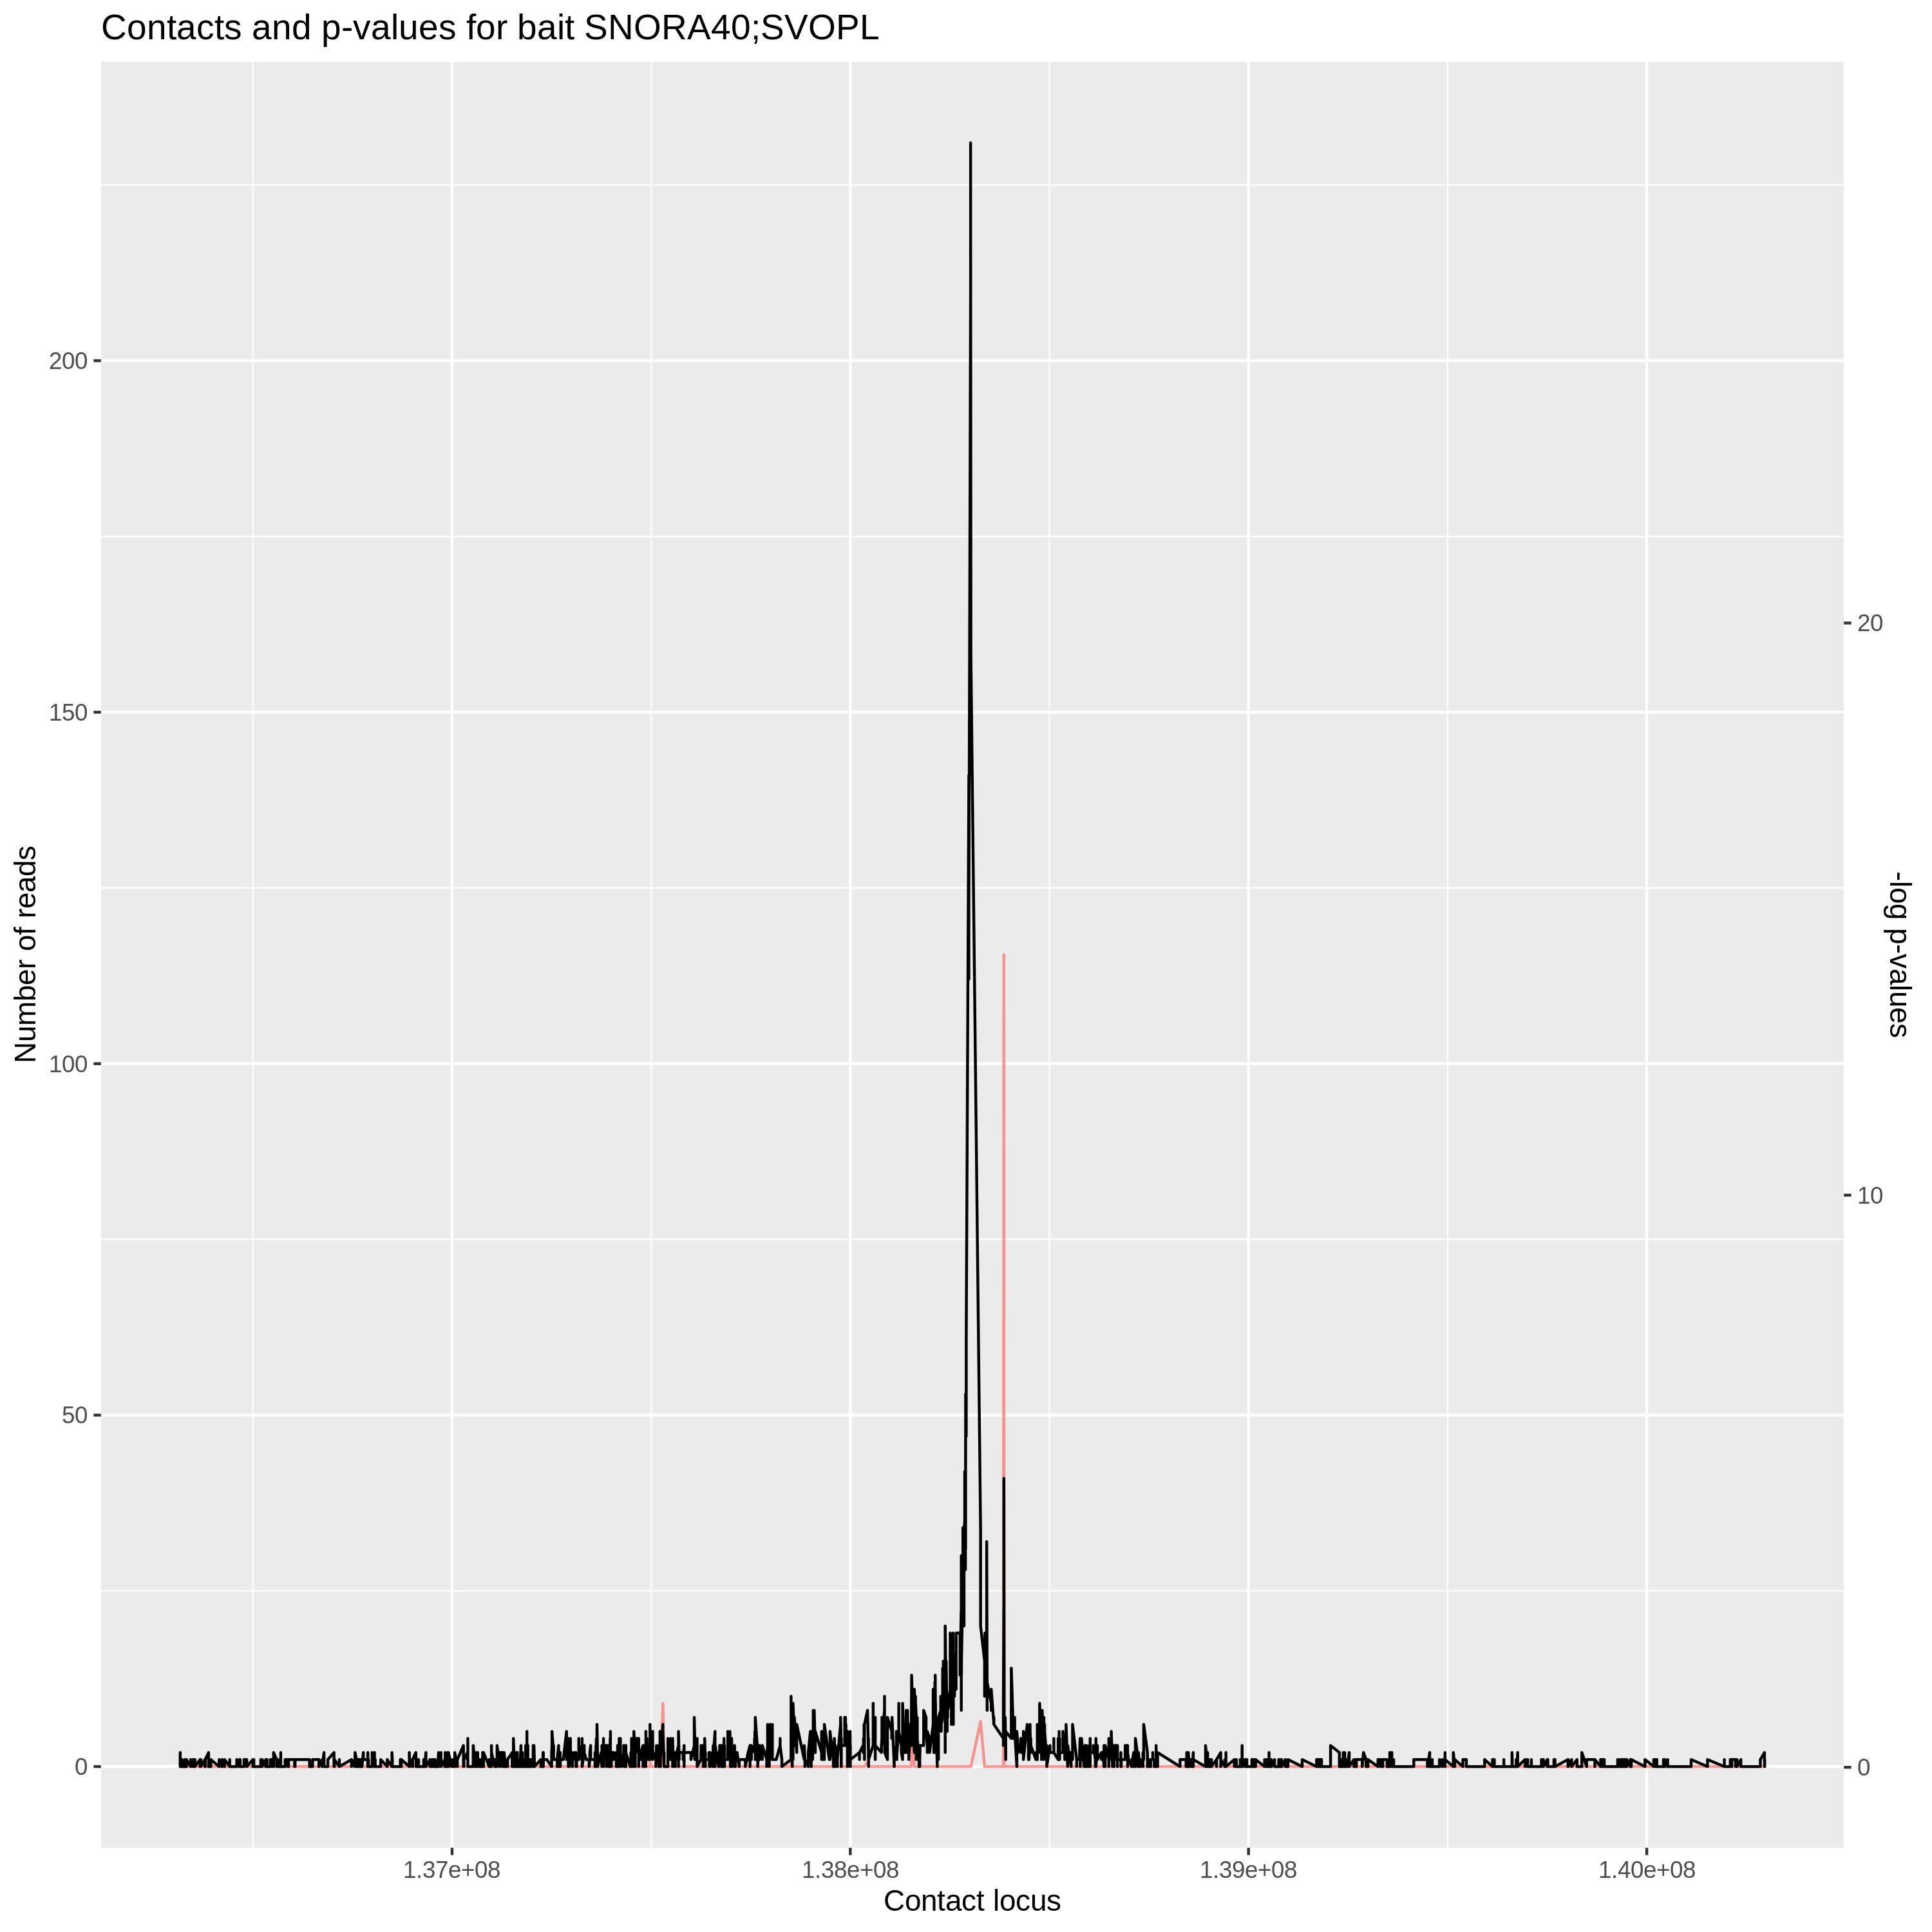 Contacts and p-values for bait SNORA40;SVOPL
Number of reads
200
150
100
50
0
-log p-values
20
10
0
1.37e+08
1.38e+08
1.39e+08
1.40e+08
Contact locus